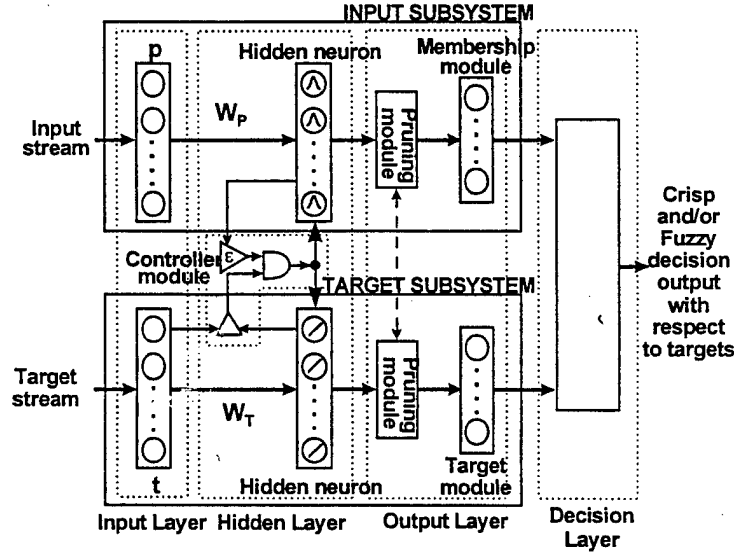 INPUT SUBSYSTEM
p
Hidden neuron
Membership
module
Input
stream
W_P
Pruning
module
Crisp
and/or
Fuzzy
decision
output
with
respect
to targets
Controller
module
ε
TARGET SUBSYSTEM
Target
stream
W_T
Pruning
module
t
Hidden neuron
Target
module
Input Layer
Hidden Layer
Output Layer
Decision
Layer